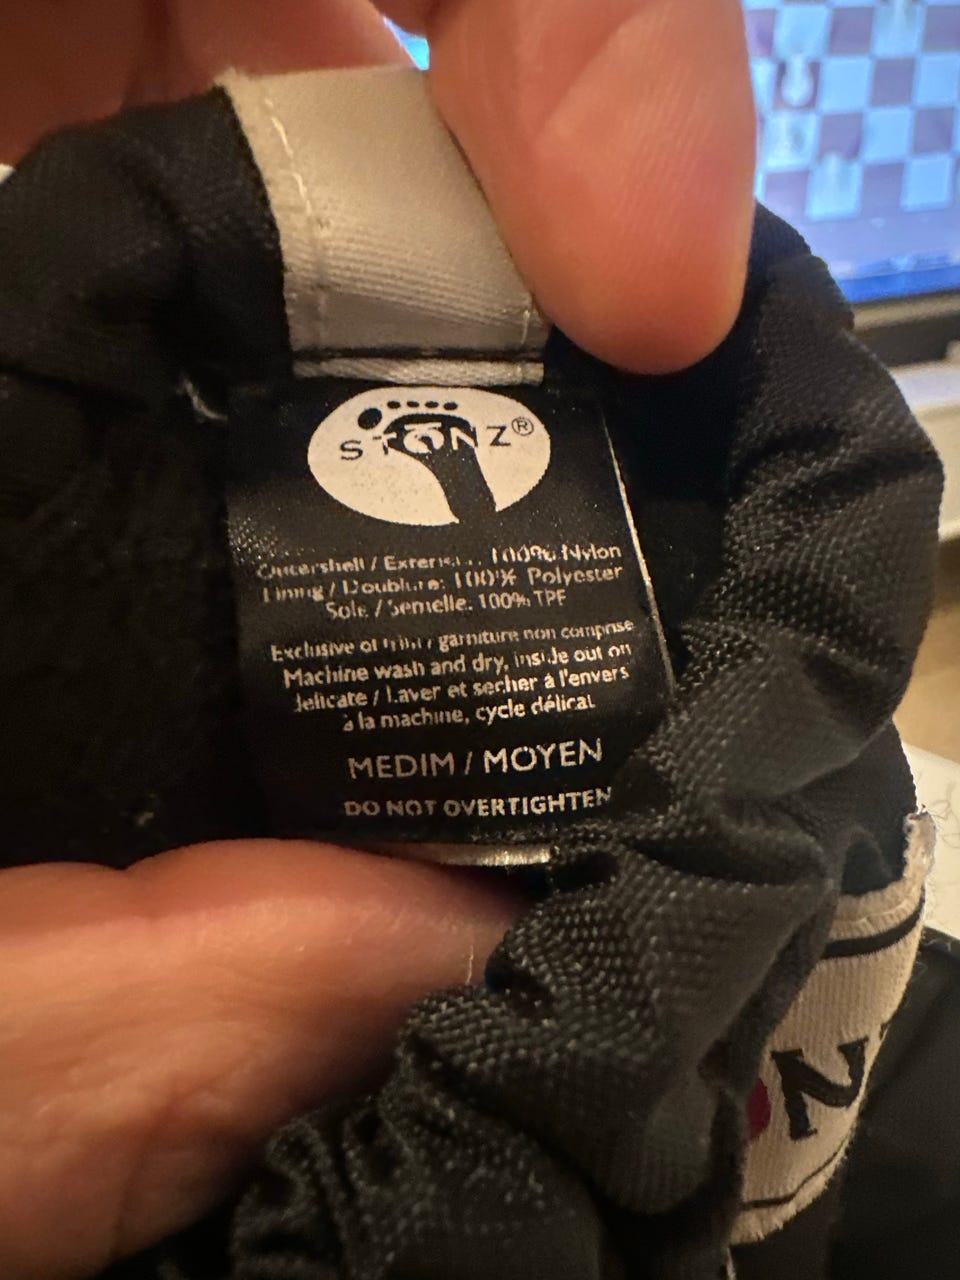 STONZ®
Outershell / Exterieur: 100% Nylon
Lining / Doublure: 100% Polyester
Sole / Semelle: 100% TPF
Exclusive of trim / garniture non comprise
Machine wash and dry, inside out on
delicate / Laver et secher à l'envers
à la machine, cycle délicat
MEDIM / MOYEN
DO NOT OVERTIGHTEN